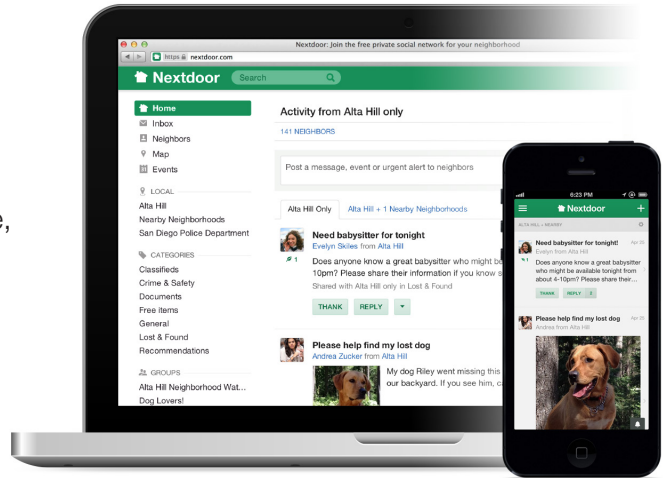 Nextdoor: Join the free private social network for your neighborhood
https nextdoor.com
Nextdoor
Search
Home
Inbox
Neighbors
Map
Events
LOCAL
Alta Hill
Nearby Neighborhoods
San Diego Police Department
CATEGORIES
Classifieds
Crime & Safety
Documents
Free items
General
Lost & Found
Recommendations
GROUPS
Alta Hill Neighborhood Wat...
Dog Lovers!
Activity from Alta Hill only
141 NEIGHBORS
Post a message, event or urgent alert to neighbors
Alta Hill Only Alta Hill + 1 Nearby Neighborhoods
Need babysitter for tonight
Evelyn Skiles from Alta Hill
1
Does anyone know a great babysitter who might be
10pm? Please share their information if you know s
Shared with Alta Hill only in Lost & Found
THANK REPLY
Please help find my lost dog
Andrea Zucker from Alta Hill
My dog Riley went missing this
our backyard. If you see him, c
6:23 PM
Nextdoor
ALTA HILL + NEARBY
Need babysitter for tonight! Apr 25
Evelyn from Alta Hill
1
Does anyone know a great babysitter
who might be available tonight from
about 4-10pm? Please share their...
THANK REPLY 2
Please help find my lost dog Apr 25
Andrea from Alta Hill